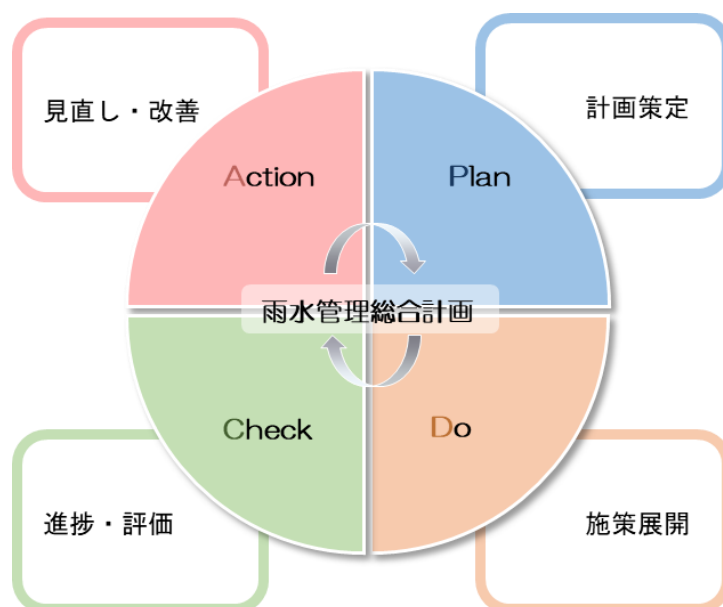 見直し・改善
計画策定
Action
Plan
雨水管理総合計画
Check
Do
進捗・評価
施策展開